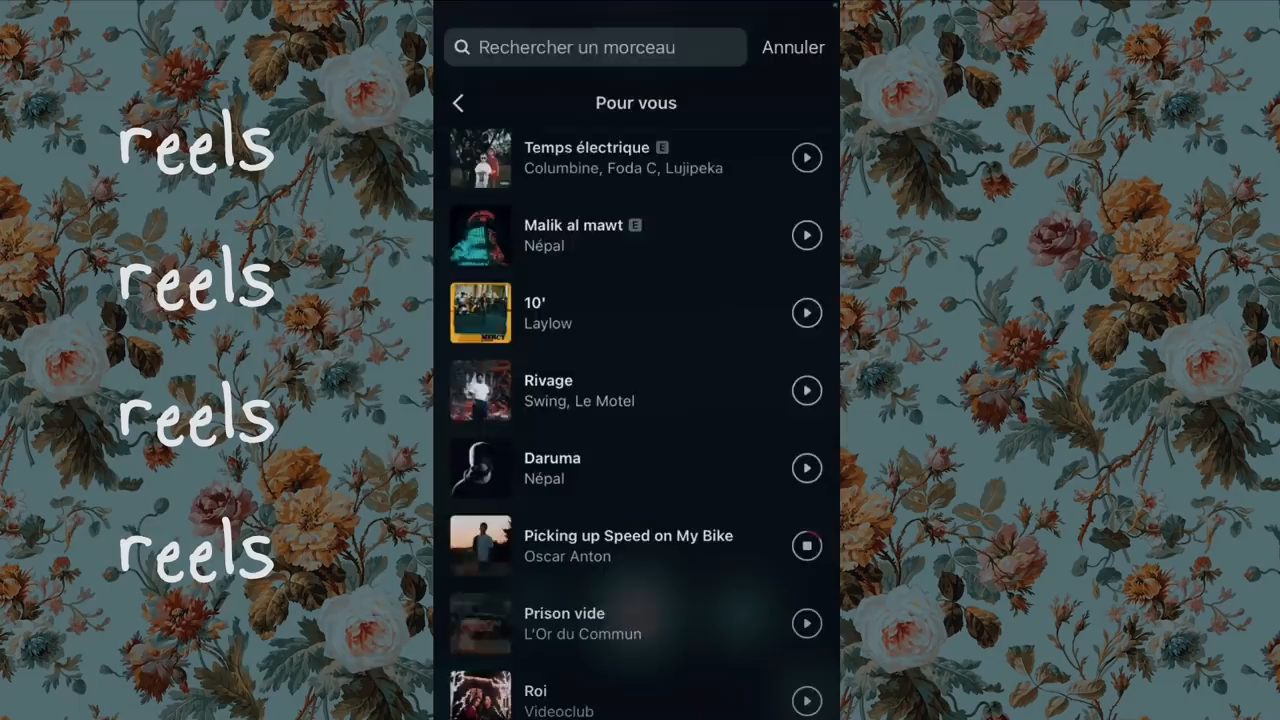 reels
reels
reels
reels
Rechercher un morceau
Annuler
Pour vous
Temps électrique E
Columbine, Foda C, Lujipeka
Malik al mawt E
Népal
10'
Laylow
Rivage
Swing, Le Motel
Daruma
Népal
Picking up Speed on My Bike
Oscar Anton
Prison vide
L'Or du Commun
Roi
Videoclub